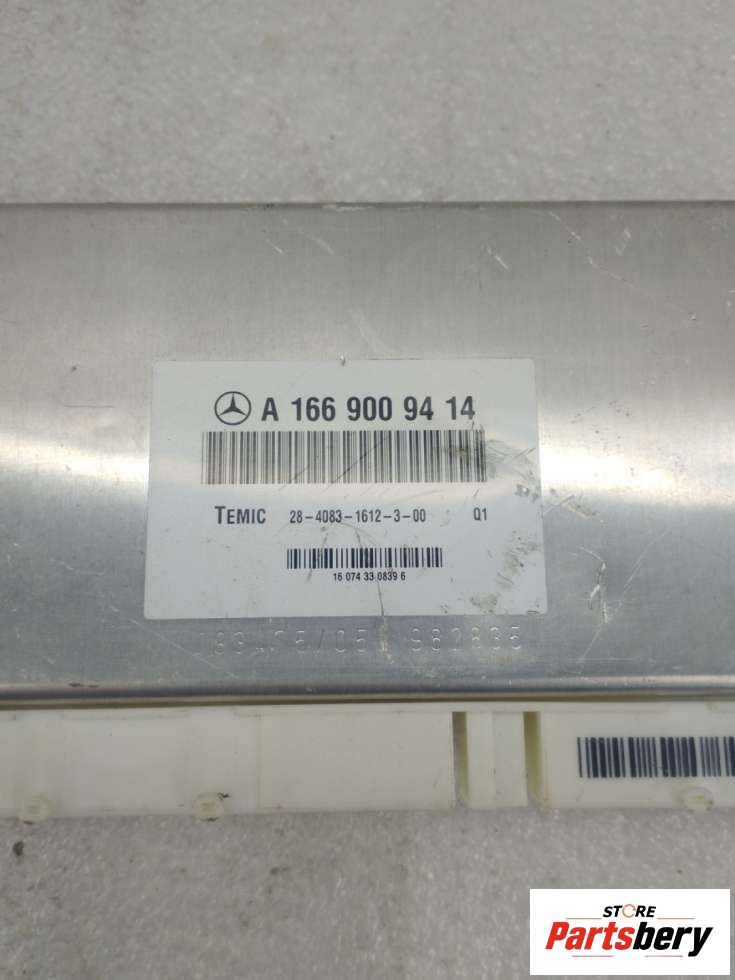 A 166 900 94 14
TEMIC 28-4083-1612-3-00 Q1
16 074 33 0839 6
STORE
Partsbery